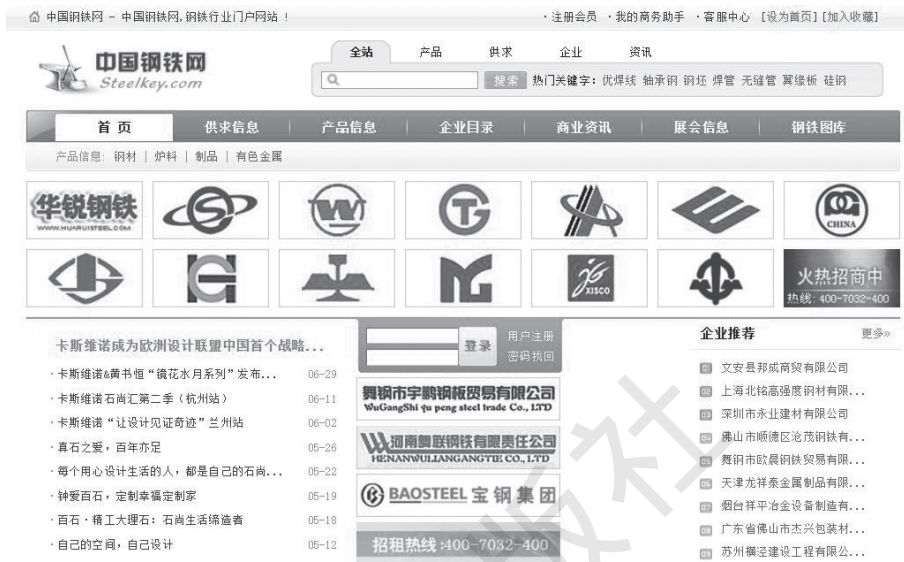 中国钢铁网 - 中国钢铁网,钢铁行业门户网站 !
·注册会员 ·我的商务助手 ·客服中心 [设为首页] [加入收藏]
中国钢铁网
Steelkey.com
全站 产品 供求 企业 资讯
搜索 热门关键字: 优焊线 轴承钢 钢坯 焊管 无缝管 翼缘板 硅钢
首页 供求信息 产品信息 企业目录 商业资讯 展会信息 钢铁图库
产品信息: 钢材 | 炉料 | 制品 | 有色金属
华锐钢铁
WWW.HUARUISTEEL.COM
CHINA
XISCO
火热招商中
热线: 400-7032-400
卡斯维诺成为欧洲设计联盟中国首个战略...
·卡斯维诺&黄书恒“镜花水月系列”发布... 06-29
·卡斯维诺石尚汇第二季(杭州站) 06-11
·卡斯维诺“让设计见证奇迹”兰州站 06-02
·真石之爱,百年亦足 05-26
·每个用心设计生活的人,都是自己的石尚... 05-22
·钟爱百石,定制幸福定制家 05-19
·百石·精工大理石: 石尚生活缔造者 05-18
·自己的空间,自己设计 05-12
登录
用户注册
密码找回
舞钢市宇鹏钢板贸易有限公司
WuGangShi yu peng steel trade Co., LTD
河南舞联钢铁有限责任公司
HENANWULIANGANGTIE CO., LTD
BAOSTEEL 宝钢集团
招租热线:400-7032-400
企业推荐 更多»
01 文安县邦成商贸有限公司
02 上海北铭高强度钢材有限...
03 深圳市永业建材有限公司
04 佛山市顺德区沧茂钢铁有...
05 舞钢市欧晨钢铁贸易有限...
06 天津龙祥泰金属制品有限...
07 烟台祥平冶金设备制造有...
08 广东省佛山市杰兴包装材...
09 苏州横泾建设工程有限公...
版社